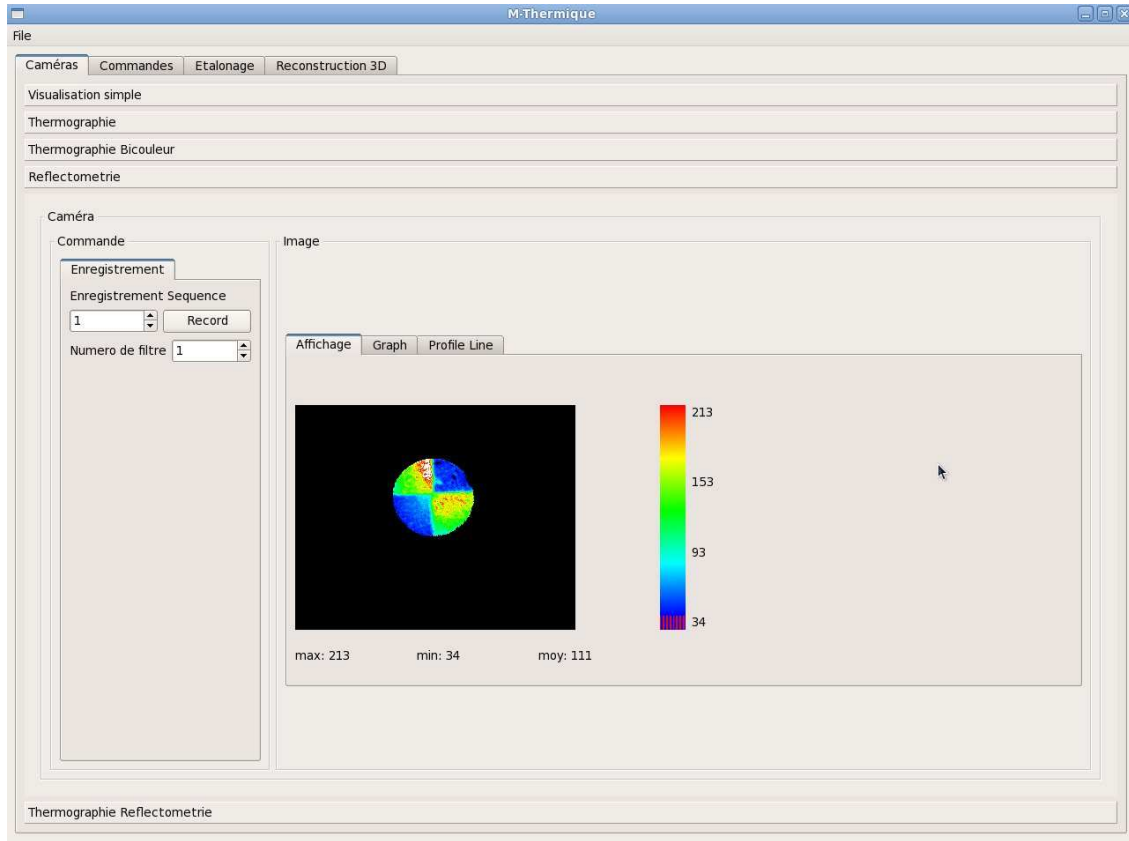 M-Thermique
File
Caméras Commandes Etalonage Reconstruction 3D
Visualisation simple
Thermographie
Thermographie Bicouleur
Reflectometrie
Caméra
Commande
Enregistrement
Enregistrement Sequence
1 Record
Numero de filtre 1
Image
Affichage Graph Profile Line
213
153
93
34
max: 213 min: 34 moy: 111
Thermographie Reflectometrie